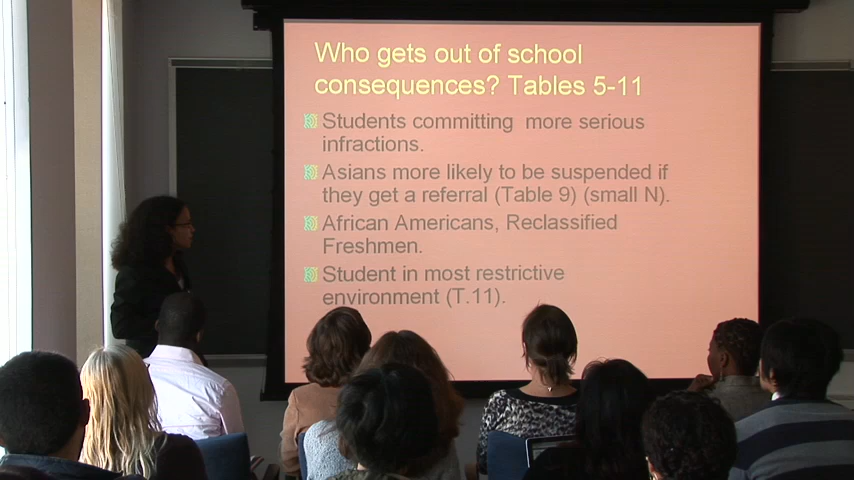 Who gets out of school
consequences? Tables 5-11
Students committing more serious
infractions.
Asians more likely to be suspended if
they get a referral (Table 9) (small N).
African Americans, Reclassified
Freshmen.
Student in most restrictive
environment (T.11).